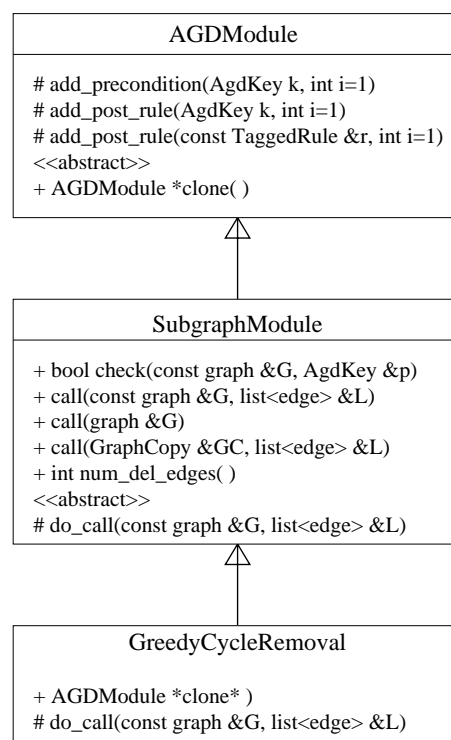 AGDModule
# add_precondition(AgdKey k, int i=1)
# add_post_rule(AgdKey k, int i=1)
# add_post_rule(const TaggedRule &r, int i=1)
<<abstract>>
+ AGDModule *clone( )
SubgraphModule
+ bool check(const graph &G, AgdKey &p)
+ call(const graph &G, list<edge> &L)
+ call(graph &G)
+ call(GraphCopy &GC, list<edge> &L)
+ int num_del_edges( )
<<abstract>>
# do_call(const graph &G, list<edge> &L)
GreedyCycleRemoval
+ AGDModule *clone* )
# do_call(const graph &G, list<edge> &L)